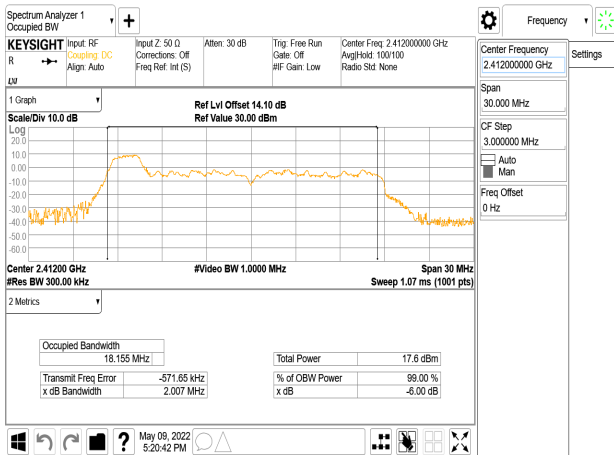 Spectrum Analyzer 1
Occupied BW
Frequency
KEYSIGHT
R
Input: RF
Coupling: DC
Align: Auto
Input Z: 50 Ω
Corrections: Off
Freq Ref: Int (S)
Atten: 30 dB
Trig: Free Run
Gate: Off
#IF Gain: Low
Center Freq: 2.412000000 GHz
Avg|Hold: 100/100
Radio Std: None
Center Frequency
2.412000000 GHz
Settings
Span
30.000 MHz
CF Step
3.000000 MHz
Auto
Man
Freq Offset
0 Hz
1 Graph
Scale/Div 10.0 dB
Ref Lvl Offset 14.10 dB
Ref Value 30.00 dBm
Log
20.0
10.0
0.00
-10.0
-20.0
-30.0
-40.0
-50.0
-60.0
Center 2.41200 GHz
#Video BW 1.0000 MHz
Span 30 MHz
#Res BW 300.00 kHz
Sweep 1.07 ms (1001 pts)
2 Metrics
Occupied Bandwidth
18.155 MHz
Total Power 17.6 dBm
Transmit Freq Error -571.65 kHz
% of OBW Power 99.00 %
x dB Bandwidth 2.007 MHz
x dB -6.00 dB
?
May 09, 2022
5:20:42 PM